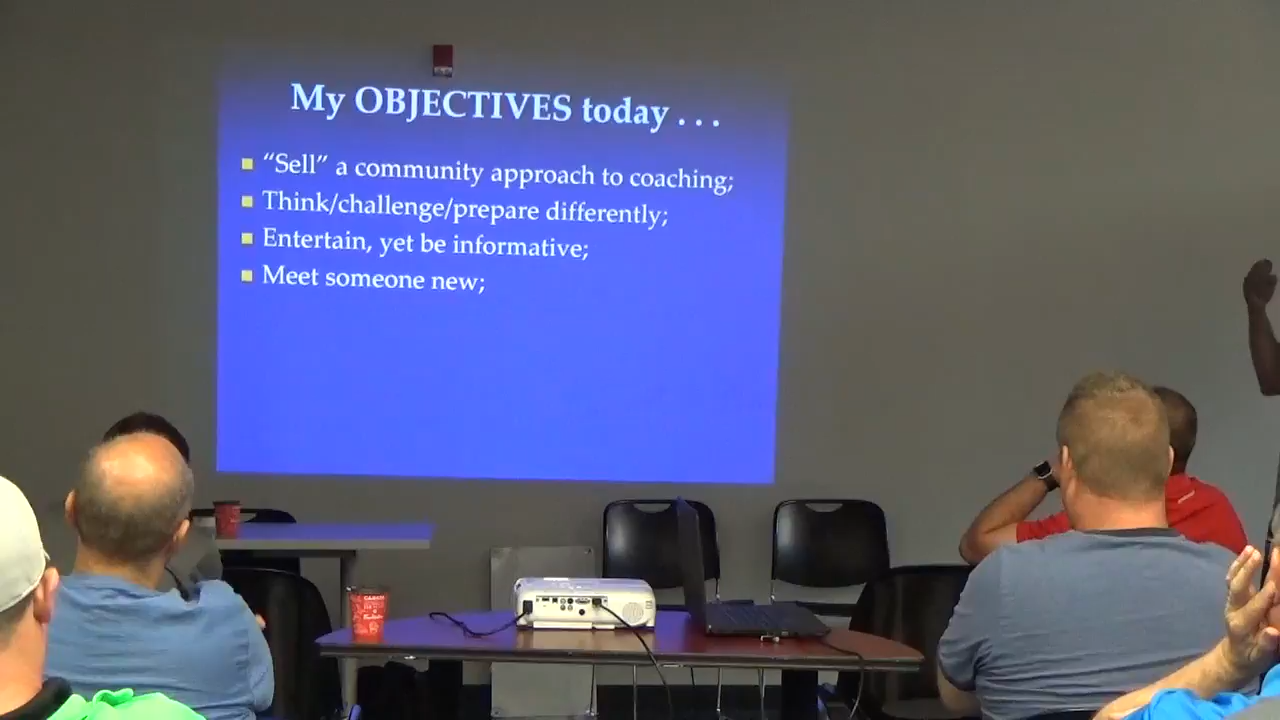 My OBJECTIVES today . . .
“Sell” a community approach to coaching;
Think/challenge/prepare differently;
Entertain, yet be informative;
Meet someone new;